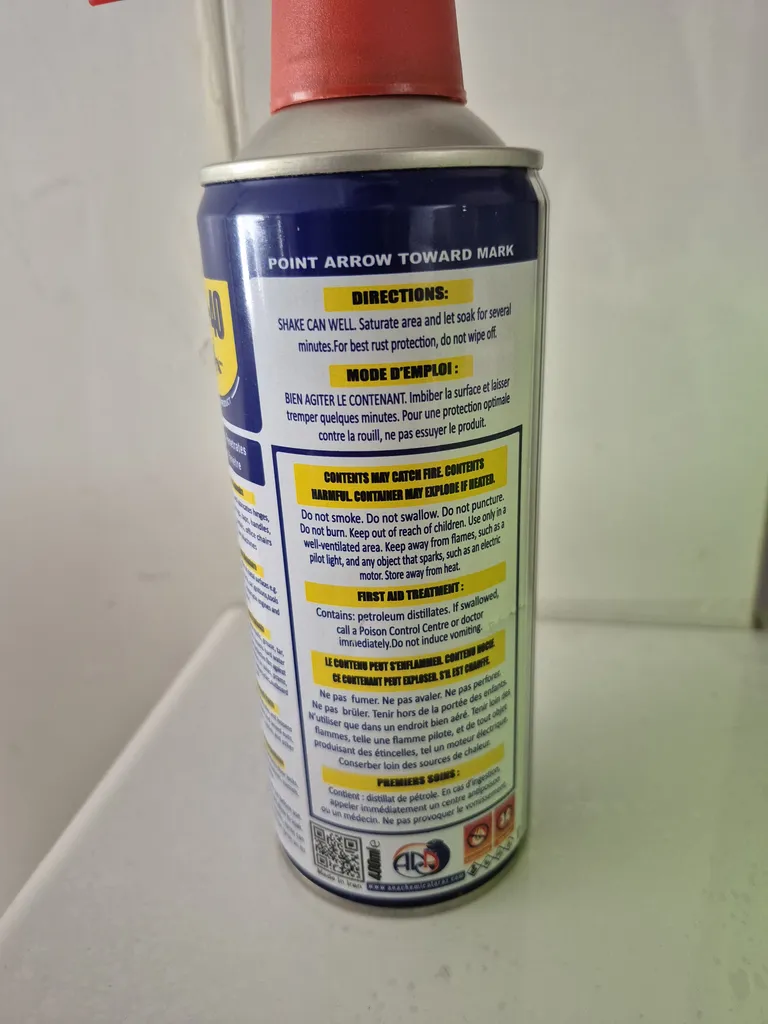 POINT ARROW TOWARD MARK
DIRECTIONS:
SHAKE CAN WELL. Saturate area and let soak for several
minutes.For best rust protection, do not wipe off.
MODE D'EMPLOI :
BIEN AGITER LE CONTENANT. Imbiber la surface et laisser
tremper quelques minutes. Pour une protection optimale
contre la rouill, ne pas essuyer le produit.
CONTENTS MAY CATCH FIRE. CONTENTS
HARMFUL. CONTAINER MAY EXPLODE IF HEATED.
Do not smoke. Do not swallow. Do not puncture.
Do not burn. Keep out of reach of children. Use only in a
well-ventilated area. Keep away from flames, such as a
pilot light, and any object that sparks, such as an electric
motor. Store away from heat.
FIRST AID TREATMENT :
Contains: petroleum distillates. If swallowed,
call a Poison Control Centre or doctor
immediately.Do not induce vomiting.
LE CONTENU PEUT S'ENFLAMMER. CONTENU NOCIF.
CE CONTENANT PEUT EXPLOSER. S'IL EST CHAUFFE.
Ne pas fumer. Ne pas avaler. Ne pas perforer.
Ne pas brûler. Tenir hors de la portée des enfants.
N'utiliser que dans un endroit bien aéré. Tenir loin des
flammes, telle une flamme pilote, et de tout objet
produisant des étincelles, tel un moteur électrique.
Conserber loin des sources de chaleur.
PREMIERS SOINS :
Contient : distillat de pétrole. En cas d'ingestion,
appeler immédiatement un centre antipoison
ou un médecin. Ne pas provoquer le vomissement.
Made in Iran
400ml e
40
handles,
office chairs